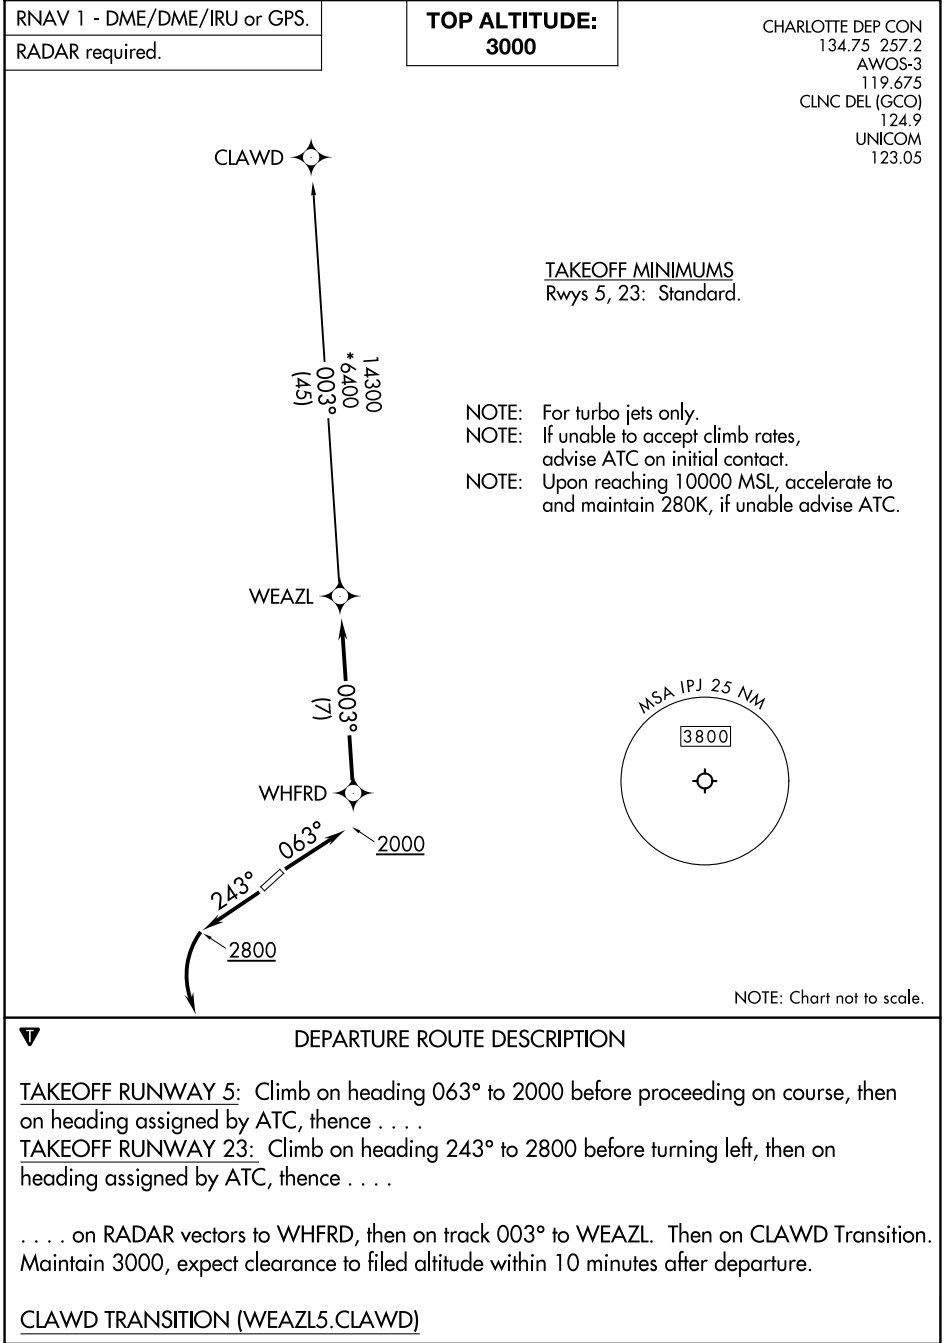 RNAV 1 - DME/DME/IRU or GPS.
RADAR required.
TOP ALTITUDE:
3000
CHARLOTTE DEP CON
134.75 257.2
AWOS-3
119.675
CLNC DEL (GCO)
124.9
UNICOM
123.05
CLAWD
TAKEOFF MINIMUMS
Rwys 5, 23: Standard.
14300
*6400
003°
(45)
NOTE: For turbo jets only.
NOTE: If unable to accept climb rates,
advise ATC on initial contact.
NOTE: Upon reaching 10000 MSL, accelerate to
and maintain 280K, if unable advise ATC.
WEAZL
003°
(7)
MSA IPJ 25 NM
3800
WHFRD
2000
063°
243°
2800
NOTE: Chart not to scale.
T
DEPARTURE ROUTE DESCRIPTION
TAKEOFF RUNWAY 5: Climb on heading 063° to 2000 before proceeding on course, then
on heading assigned by ATC, thence . . . .
TAKEOFF RUNWAY 23: Climb on heading 243° to 2800 before turning left, then on
heading assigned by ATC, thence . . . .
. . . . on RADAR vectors to WHFRD, then on track 003° to WEAZL. Then on CLAWD Transition.
Maintain 3000, expect clearance to filed altitude within 10 minutes after departure.
CLAWD TRANSITION (WEAZL5.CLAWD)